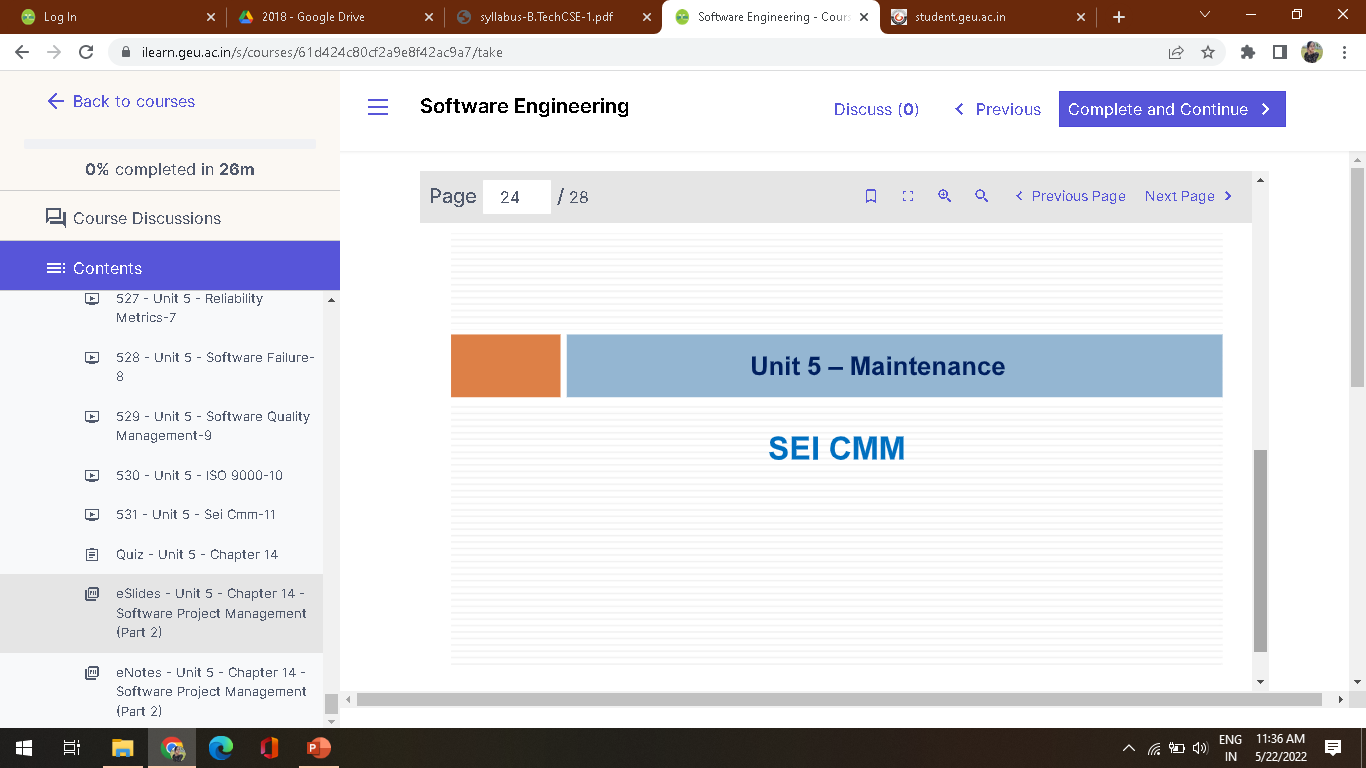 Log In
2018 - Google Drive
syllabus-B.TechCSE-1.pdf
Software Engineering - Cour
student.geu.ac.in
ilearn.geu.ac.in/s/courses/61d424c80cf2a9e8f42ac9a7/take
Back to courses
0% completed in 26m
Course Discussions
Contents
527 - Unit 5 - Reliability
Metrics-7
528 - Unit 5 - Software Failure-
8
529 - Unit 5 - Software Quality
Management-9
530 - Unit 5 - ISO 9000-10
531 - Unit 5 - Sei Cmm-11
Quiz - Unit 5 - Chapter 14
eSlides - Unit 5 - Chapter 14 -
Software Project Management
(Part 2)
eNotes - Unit 5 - Chapter 14 -
Software Project Management
(Part 2)
Software Engineering
Discuss (0)
Previous
Complete and Continue
Page 24 / 28
Previous Page
Next Page
Unit 5 – Maintenance
SEI CMM
ENG
IN
11:36 AM
5/22/2022